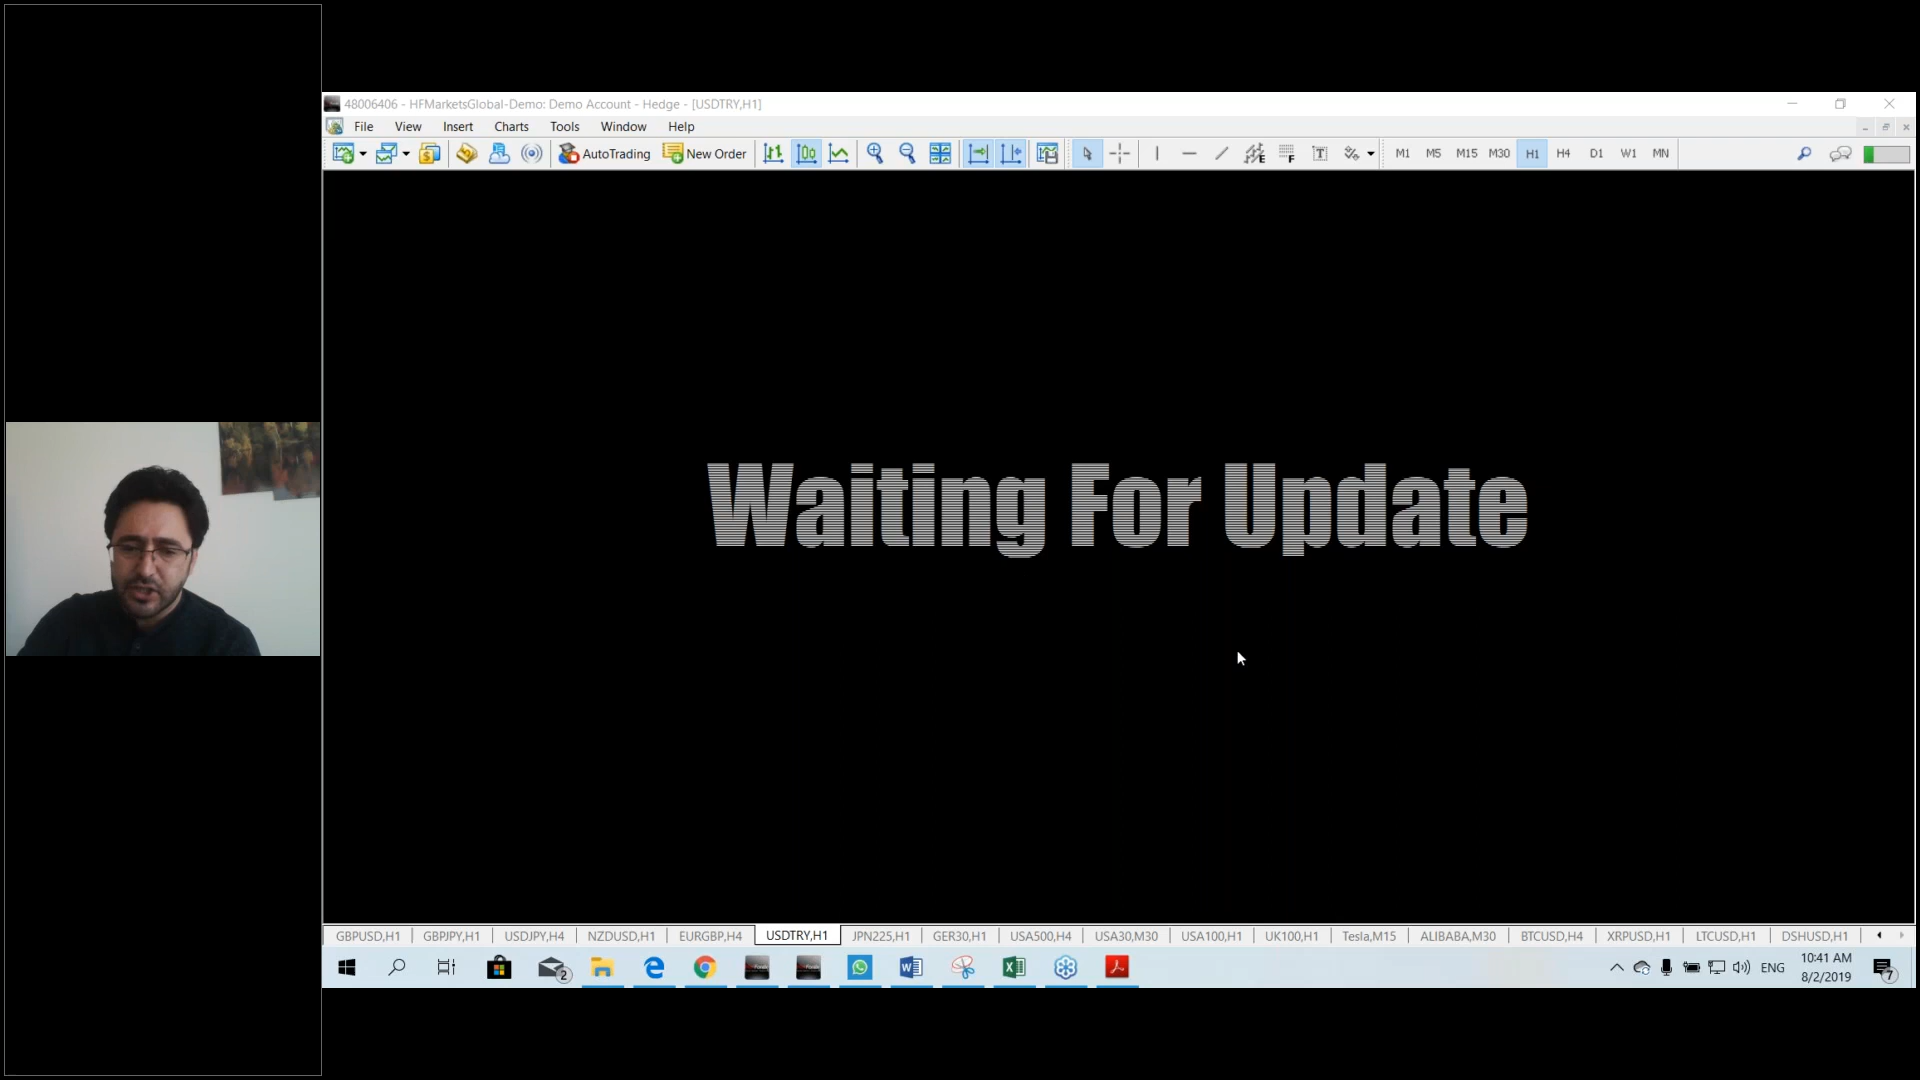 48006406 - HFMarketsGlobal-Demo: Demo Account - Hedge - [USDTRY,H1]
File View Insert Charts Tools Window Help
AutoTrading New Order M1 M5 M15 M30 H1 H4 D1 W1 MN
Waiting For Update
GBPUSD,H1 GBPJPY,H1 USDJPY,H4 NZDUSD,H1 EURGBP,H4 USDTRY,H1 JPN225,H1 GER30,H1 USA500,H4 USA30,M30 USA100,H1 UK100,H1 Tesla,M15 ALIBABA,M30 BTCUSD,H4 XRPUSD,H1 LTCUSD,H1 DSHUSD,H1
2 ENG 10:41 AM 7
8/2/2019